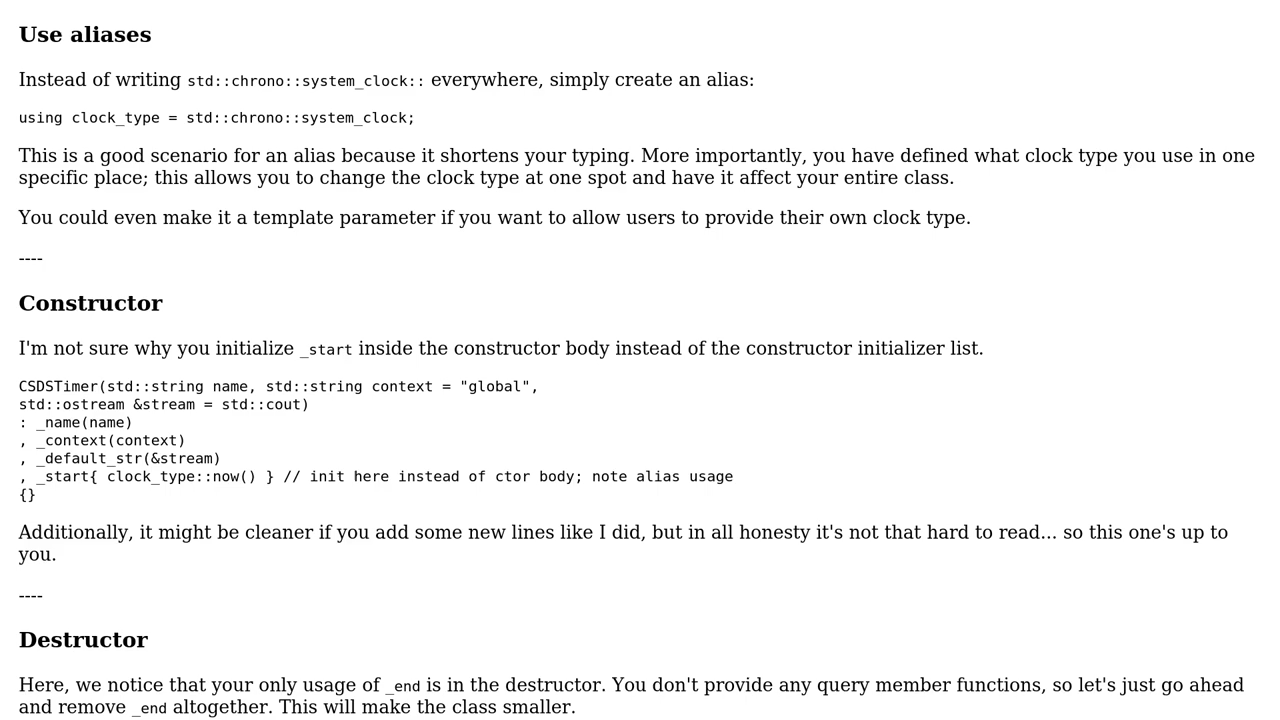 Use aliases
Instead of writing std::chrono::system_clock:: everywhere, simply create an alias:
using clock_type = std::chrono::system_clock;
This is a good scenario for an alias because it shortens your typing. More importantly, you have defined what clock type you use in one
specific place; this allows you to change the clock type at one spot and have it affect your entire class.
You could even make it a template parameter if you want to allow users to provide their own clock type.
----
Constructor
I'm not sure why you initialize _start inside the constructor body instead of the constructor initializer list.
CSDSTimer(std::string name, std::string context = "global",
std::ostream &stream = std::cout)
: _name(name)
, _context(context)
, _default_str(&stream)
, _start{ clock_type::now() } // init here instead of ctor body; note alias usage
{}
Additionally, it might be cleaner if you add some new lines like I did, but in all honesty it's not that hard to read... so this one's up to
you.
----
Destructor
Here, we notice that your only usage of _end is in the destructor. You don't provide any query member functions, so let's just go ahead
and remove _end altogether. This will make the class smaller.